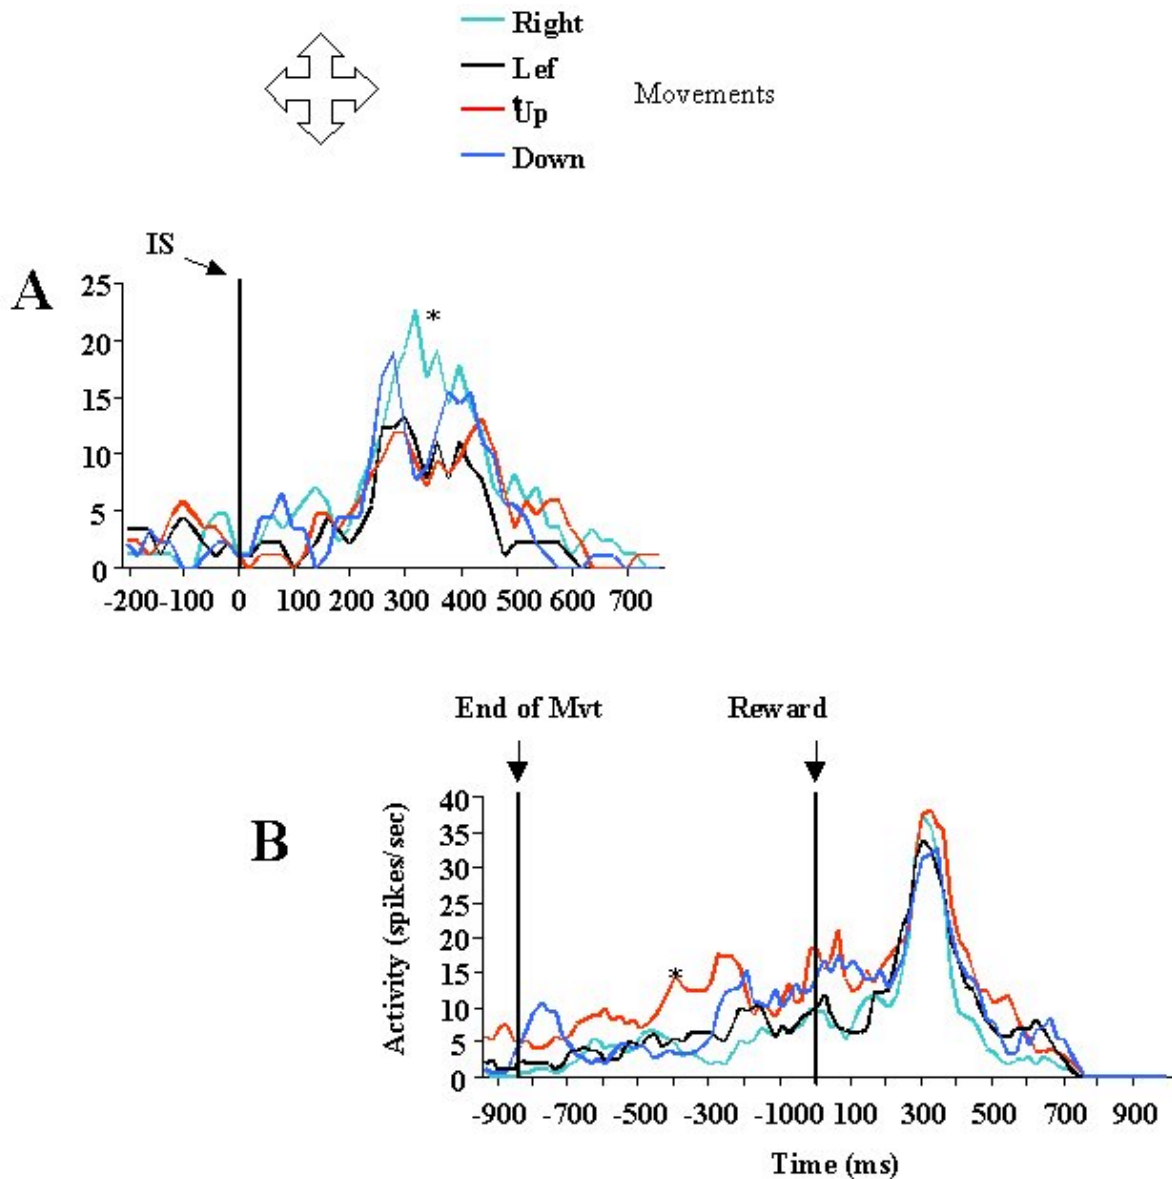 Right
Lef
t
Up
Down
Movements
IS
A
*
25
20
15
10
5
0
-200 -100 0 100 200 300 400 500 600 700
End of Mvt Reward
B
Activity (spikes/sec)
40
35
30
25
20
15
10
5
0
*
-900 -700 -500 -300 -1000 100 300 500 700 900
Time (ms)